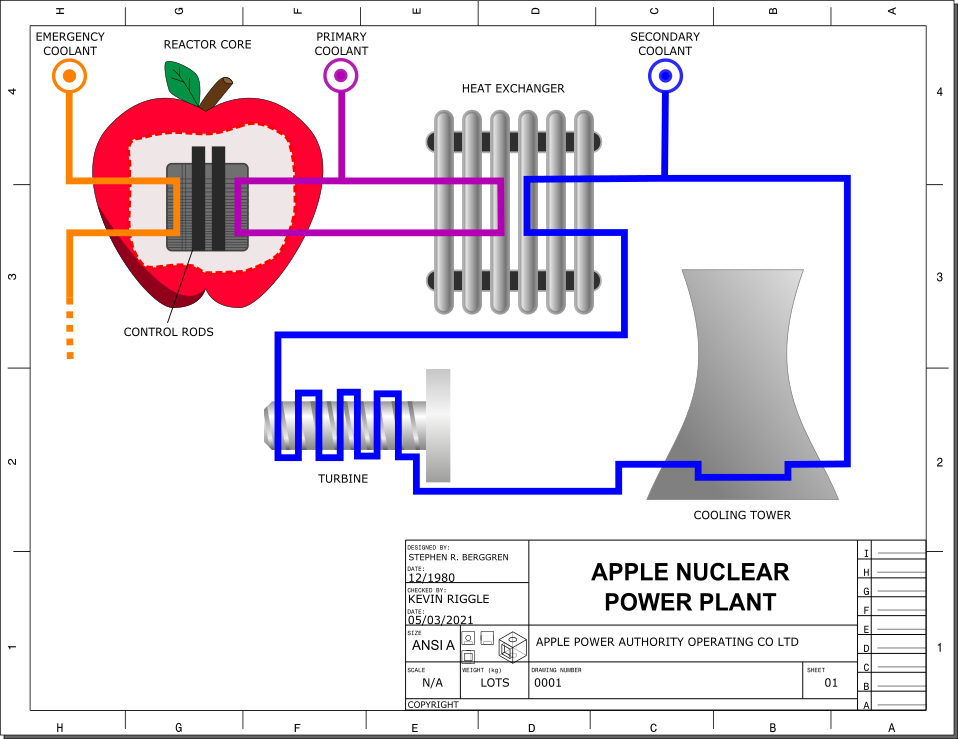 H G F E D C B A
EMERGENCY
COOLANT
REACTOR CORE
PRIMARY
COOLANT
SECONDARY
COOLANT
HEAT EXCHANGER
4 4
3 3
CONTROL RODS
2 2
TURBINE
COOLING TOWER
DESIGNED BY:
STEPHEN R. BERGGREN
DATE:
12/1980
CHECKED BY:
KEVIN RIGGLE
DATE:
05/03/2021
APPLE NUCLEAR
POWER PLANT
SIZE
ANSI A
APPLE POWER AUTHORITY OPERATING CO LTD
SCALE
N/A
WEIGHT (kg)
LOTS
DRAWING NUMBER
0001
SHEET
01
COPYRIGHT
I
H
G
F
E
D
C
B
A
1 1
H G F E D C B A